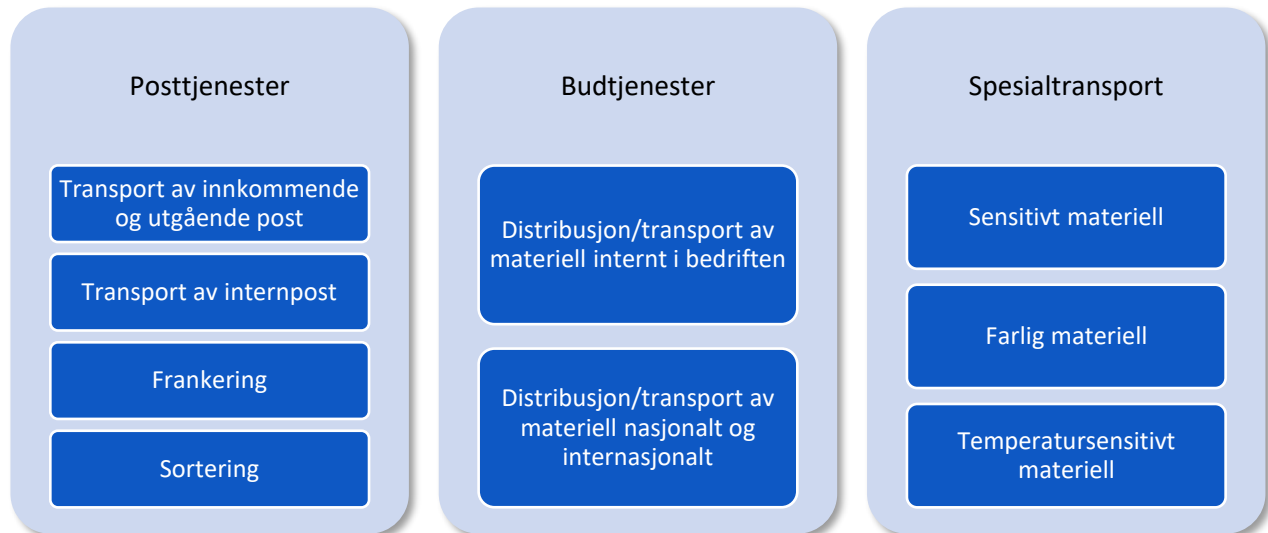 Posttjenester
Transport av innkommende
og utgående post
Transport av internpost
Frankering
Sortering
Budtjenester
Distribusjon/transport av
materiell internt i bedriften
Distribusjon/transport av
materiell nasjonalt og
internasjonalt
Spesialtransport
Sensitivt materiell
Farlig materiell
Temperatursensitivt
materiell